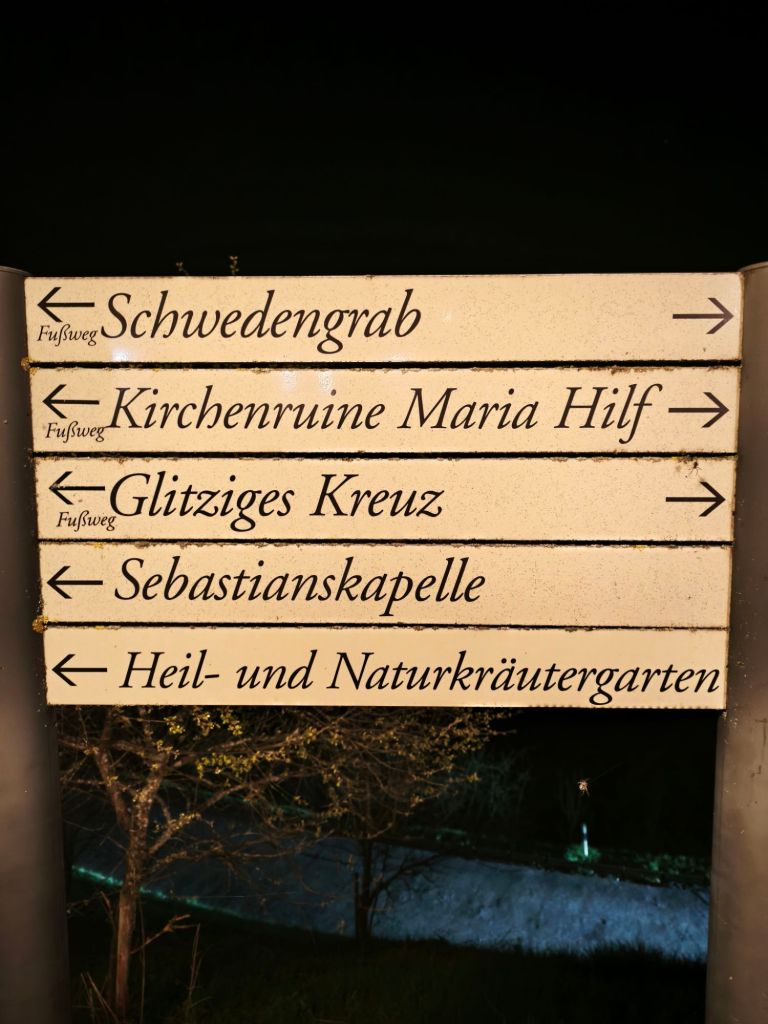 ← Schwedengrab →
Fußweg
← Kirchenruine Maria Hilf →
Fußweg
← Glitziges Kreuz →
Fußweg
← Sebastianskapelle
← Heil- und Naturkräutergarten